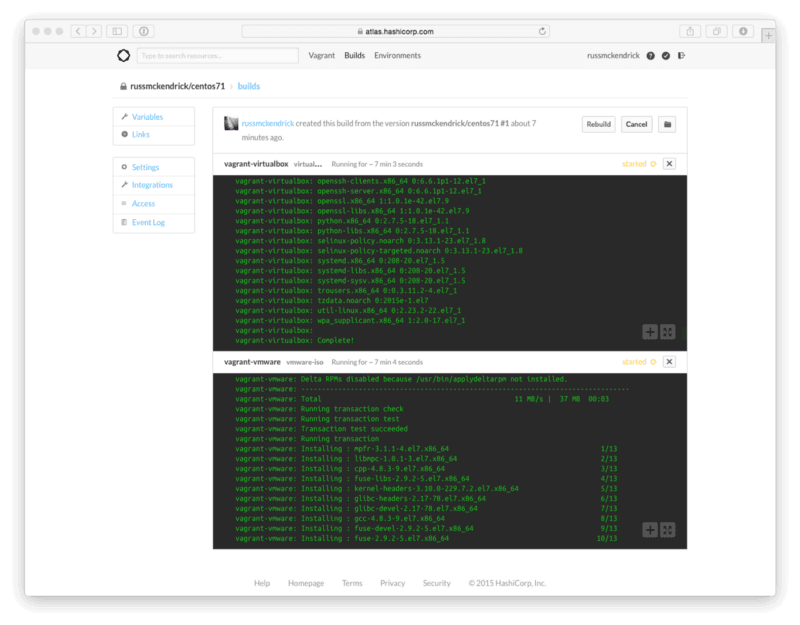 atlas.hashicorp.com
Type to search resources...
Vagrant Builds Environments
russmckendrick
russmckendrick/centos71 › builds
Variables
Links
Settings
Integrations
Access
Event Log
russmckendrick created this build from the version russmckendrick/centos71 #1 about 7
minutes ago.
Rebuild Cancel
vagrant-virtualbox virtual... Running for ~ 7 min 3 seconds started
vagrant-virtualbox: openssh-clients.x86_64 0:6.6.1p1-12.el7_1
vagrant-virtualbox: openssh-server.x86_64 0:6.6.1p1-12.el7_1
vagrant-virtualbox: openssl.x86_64 1:1.0.1e-42.el7.9
vagrant-virtualbox: openssl-libs.x86_64 1:1.0.1e-42.el7.9
vagrant-virtualbox: python.x86_64 0:2.7.5-18.el7_1.1
vagrant-virtualbox: python-libs.x86_64 0:2.7.5-18.el7_1.1
vagrant-virtualbox: selinux-policy.noarch 0:3.13.1-23.el7_1.8
vagrant-virtualbox: selinux-policy-targeted.noarch 0:3.13.1-23.el7_1.8
vagrant-virtualbox: systemd.x86_64 0:208-20.el7_1.5
vagrant-virtualbox: systemd-libs.x86_64 0:208-20.el7_1.5
vagrant-virtualbox: systemd-sysv.x86_64 0:208-20.el7_1.5
vagrant-virtualbox: trousers.x86_64 0:0.3.11.2-4.el7_1
vagrant-virtualbox: tzdata.noarch 0:2015e-1.el7
vagrant-virtualbox: util-linux.x86_64 0:2.23.2-22.el7_1
vagrant-virtualbox: wpa_supplicant.x86_64 1:2.0-17.el7_1
vagrant-virtualbox:
vagrant-virtualbox: Complete!
vagrant-vmware vmware-iso Running for ~ 7 min 4 seconds started
vagrant-vmware: Delta RPMs disabled because /usr/bin/applydeltarpm not installed.
vagrant-vmware: --------------------------------------------------------------------------------
vagrant-vmware: Total 11 MB/s | 37 MB 00:03
vagrant-vmware: Running transaction check
vagrant-vmware: Running transaction test
vagrant-vmware: Transaction test succeeded
vagrant-vmware: Running transaction
vagrant-vmware: Installing : mpfr-3.1.1-4.el7.x86_64 1/13
vagrant-vmware: Installing : libmpc-1.0.1-3.el7.x86_64 2/13
vagrant-vmware: Installing : cpp-4.8.3-9.el7.x86_64 3/13
vagrant-vmware: Installing : fuse-libs-2.9.2-5.el7.x86_64 4/13
vagrant-vmware: Installing : kernel-headers-3.10.0-229.7.2.el7.x86_64 5/13
vagrant-vmware: Installing : glibc-headers-2.17-78.el7.x86_64 6/13
vagrant-vmware: Installing : glibc-devel-2.17-78.el7.x86_64 7/13
vagrant-vmware: Installing : gcc-4.8.3-9.el7.x86_64 8/13
vagrant-vmware: Installing : fuse-devel-2.9.2-5.el7.x86_64 9/13
vagrant-vmware: Installing : fuse-2.9.2-5.el7.x86_64 10/13
Help Homepage Terms Privacy Security © 2015 HashiCorp, Inc.